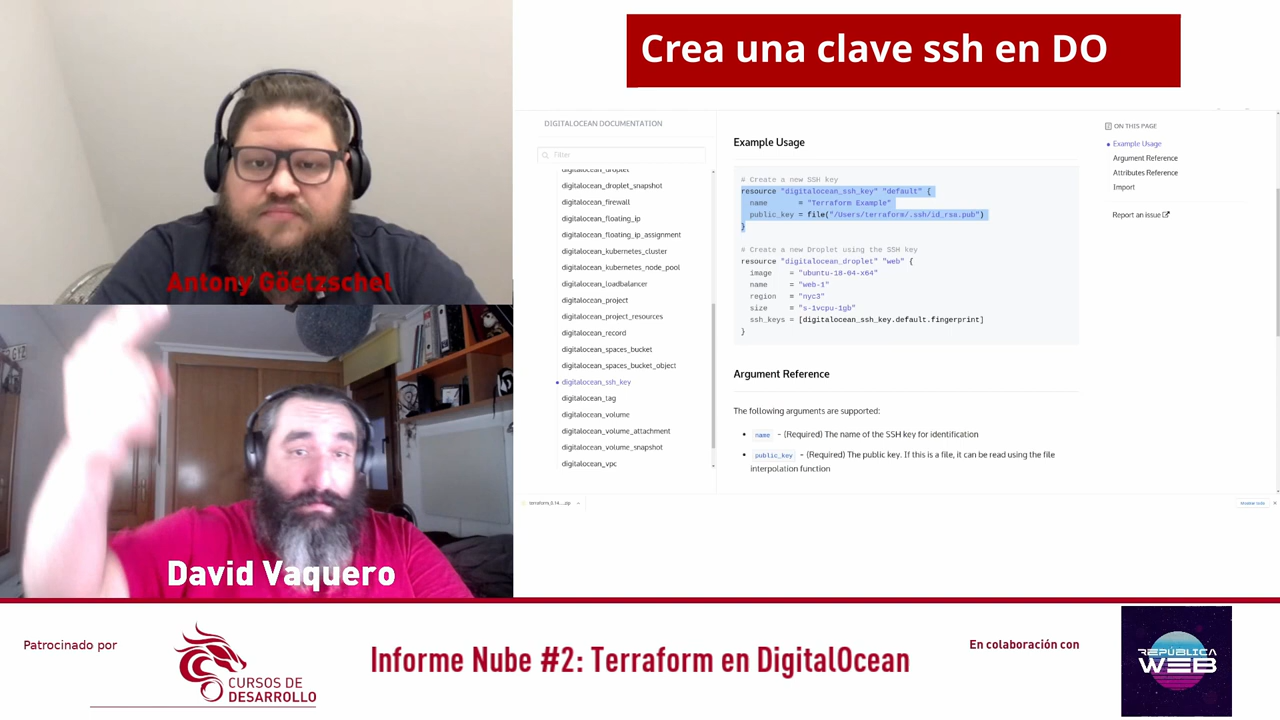 Crea una clave ssh en DO
Antony Göetzschel
David Vaquero
DIGITALOCEAN DOCUMENTATION
Filter
digitalocean_droplet
digitalocean_droplet_snapshot
digitalocean_firewall
digitalocean_floating_ip
digitalocean_floating_ip_assignment
digitalocean_kubernetes_cluster
digitalocean_kubernetes_node_pool
digitalocean_loadbalancer
digitalocean_project
digitalocean_project_resources
digitalocean_record
digitalocean_spaces_bucket
digitalocean_spaces_bucket_object
digitalocean_ssh_key
digitalocean_tag
digitalocean_volume
digitalocean_volume_attachment
digitalocean_volume_snapshot
digitalocean_vpc
Example Usage
# Create a new SSH key
resource "digitalocean_ssh_key" "default" {
name = "Terraform Example"
public_key = file("/Users/terraform/.ssh/id_rsa.pub")
}
# Create a new Droplet using the SSH key
resource "digitalocean_droplet" "web" {
image = "ubuntu-18-04-x64"
name = "web-1"
region = "nyc3"
size = "s-1vcpu-1gb"
ssh_keys = [digitalocean_ssh_key.default.fingerprint]
}
Argument Reference
The following arguments are supported:
• name - (Required) The name of the SSH key for identification
• public_key - (Required) The public key. If this is a file, it can be read using the file
interpolation function
ON THIS PAGE
Example Usage
Argument Reference
Attributes Reference
Import
Report an issue
terraform_0.14....zip
Patrocinado por
CURSOS DE
DESARROLLO
Informe Nube #2: Terraform en DigitalOcean
En colaboración con
REPÚBLICA
WEB